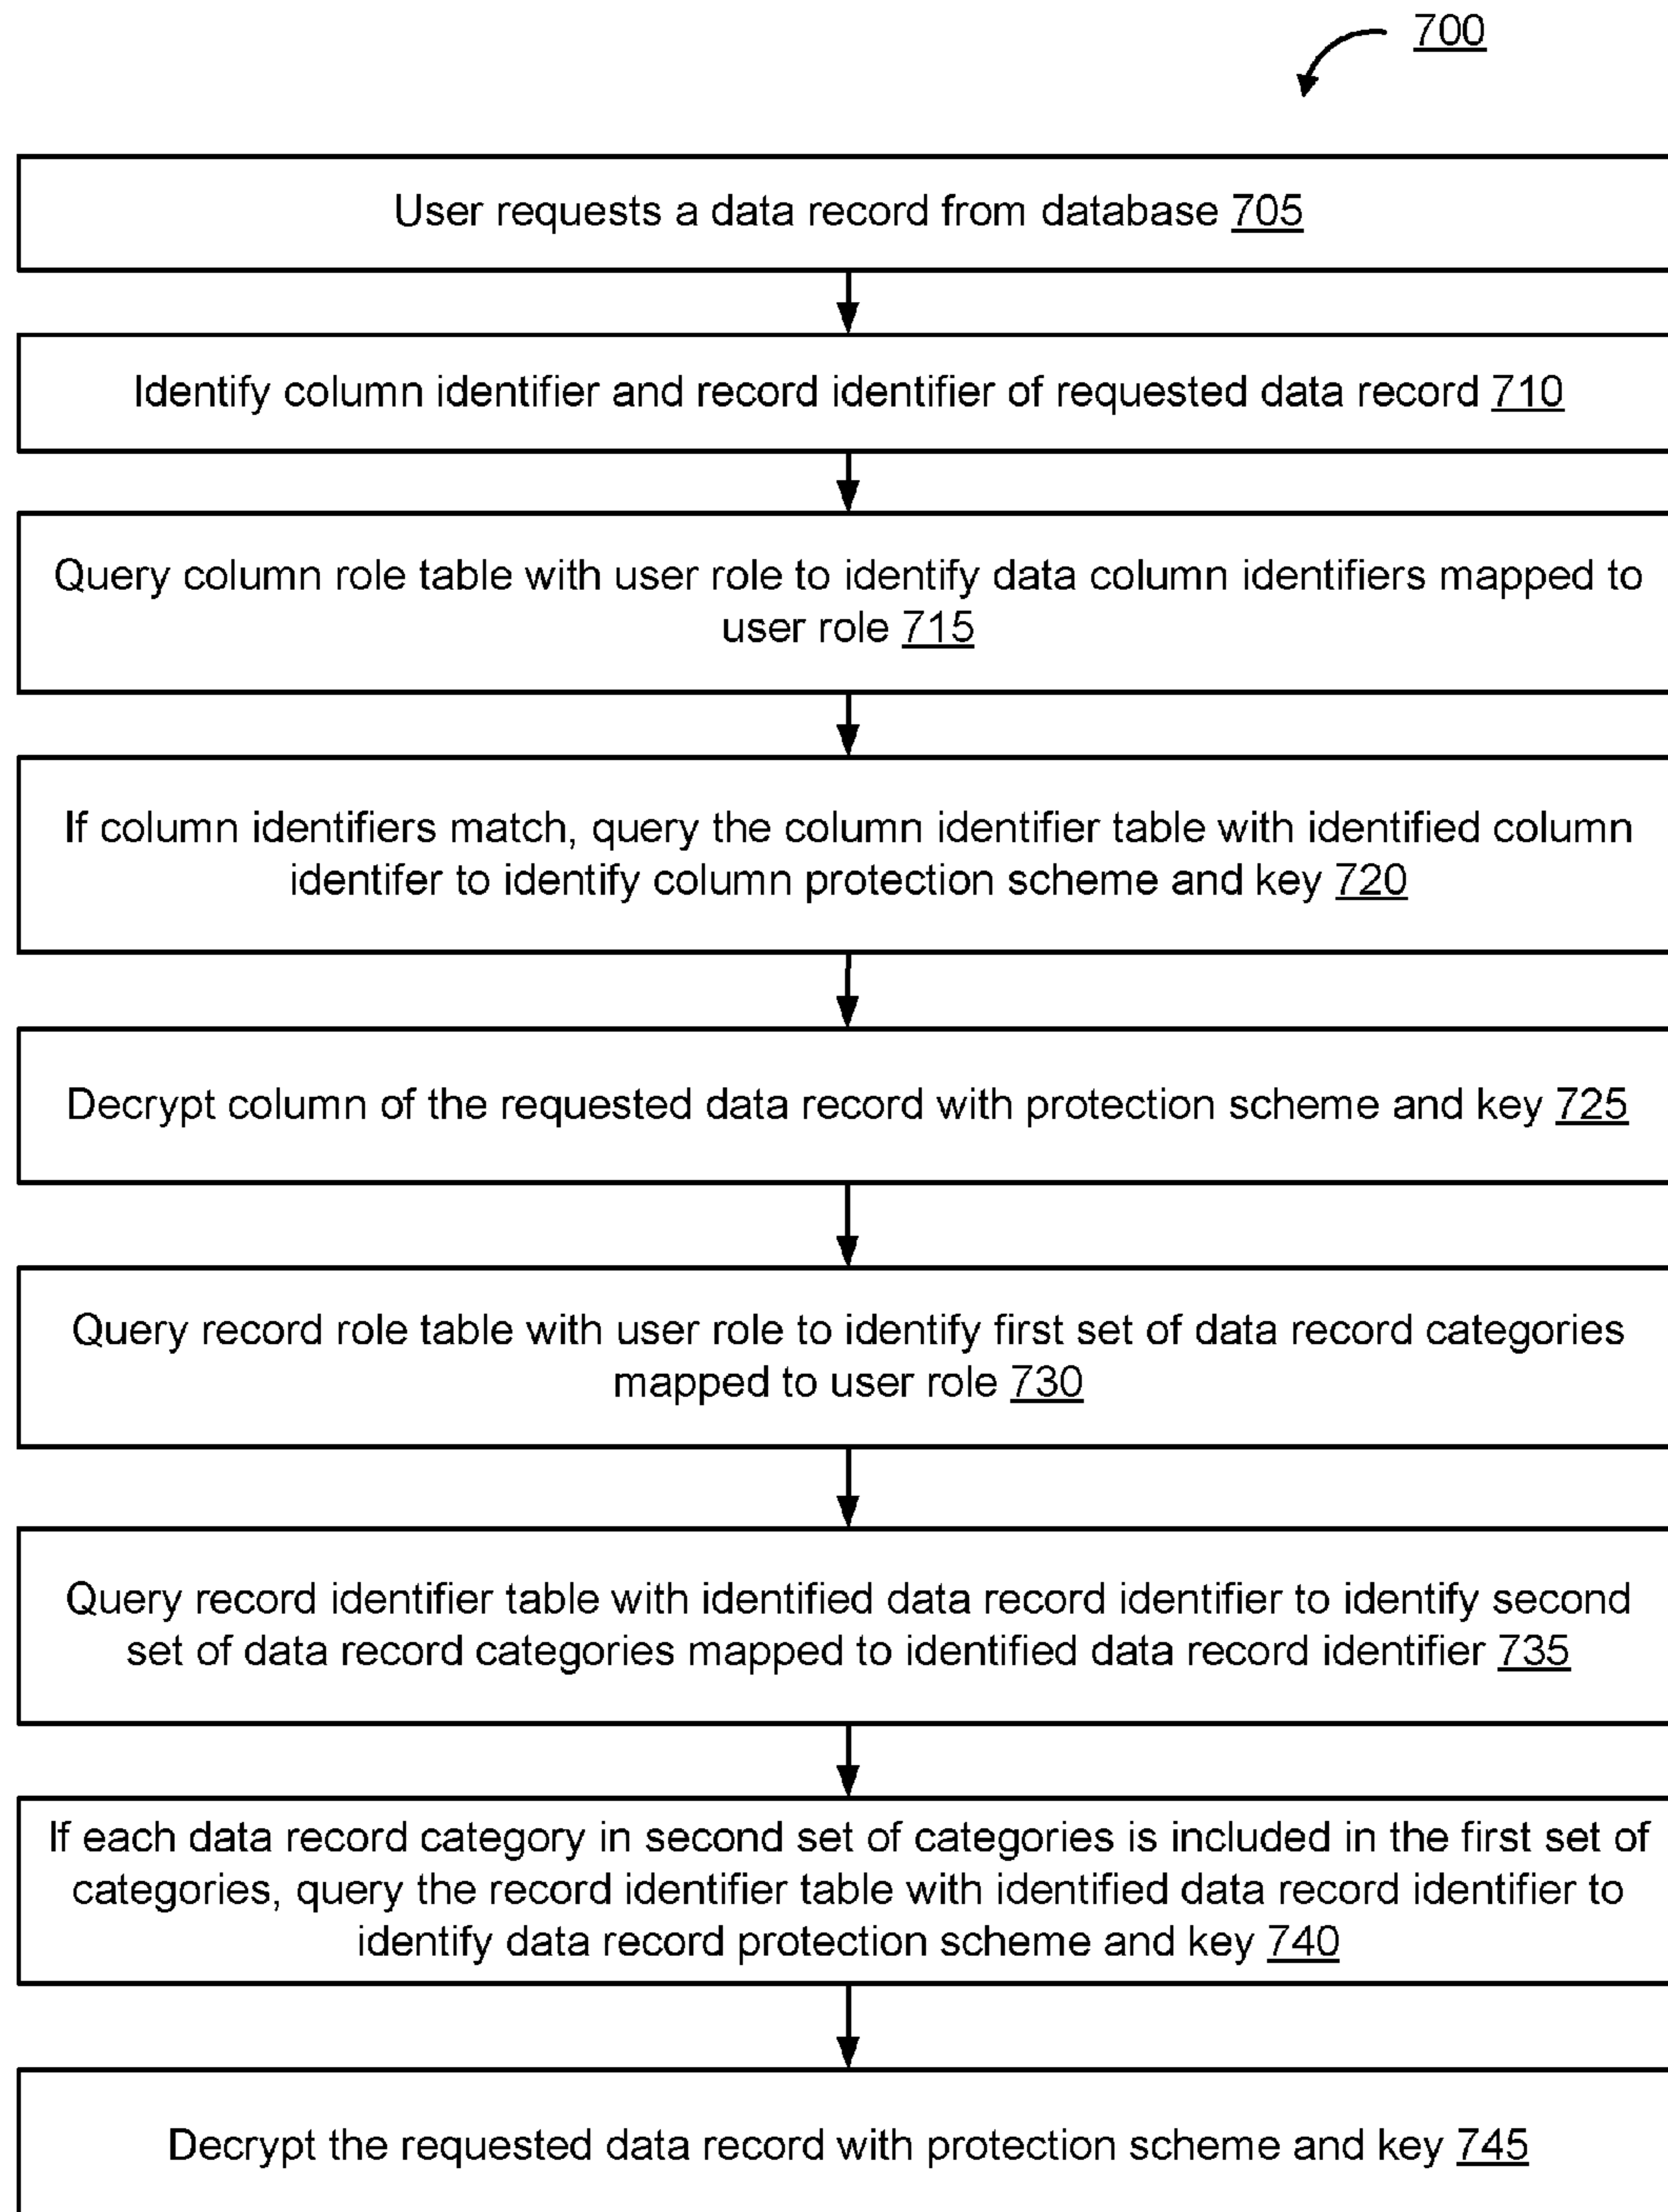 700
User requests a data record from database 705
Identify column identifier and record identifier of requested data record 710
Query column role table with user role to identify data column identifiers mapped to
user role 715
If column identifiers match, query the column identifier table with identified column
identifer to identify column protection scheme and key 720
Decrypt column of the requested data record with protection scheme and key 725
Query record role table with user role to identify first set of data record categories
mapped to user role 730
Query record identifier table with identified data record identifier to identify second
set of data record categories mapped to identified data record identifier 735
If each data record category in second set of categories is included in the first set of
categories, query the record identifier table with identified data record identifier to
identify data record protection scheme and key 740
Decrypt the requested data record with protection scheme and key 745